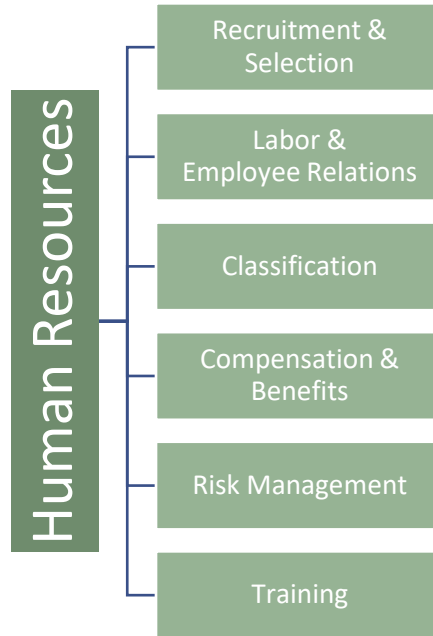 Human Resources
Recruitment &
Selection
Labor &
Employee Relations
Classification
Compensation &
Benefits
Risk Management
Training